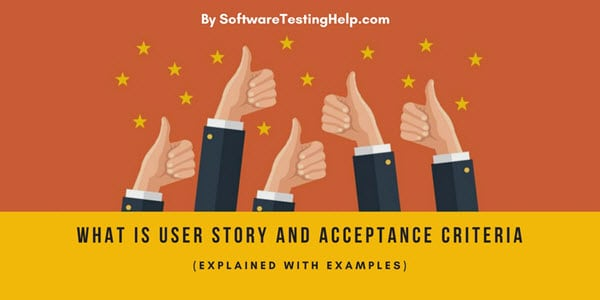 By SoftwareTestingHelp.com
WHAT IS USER STORY AND ACCEPTANCE CRITERIA
(EXPLAINED WITH EXAMPLES)